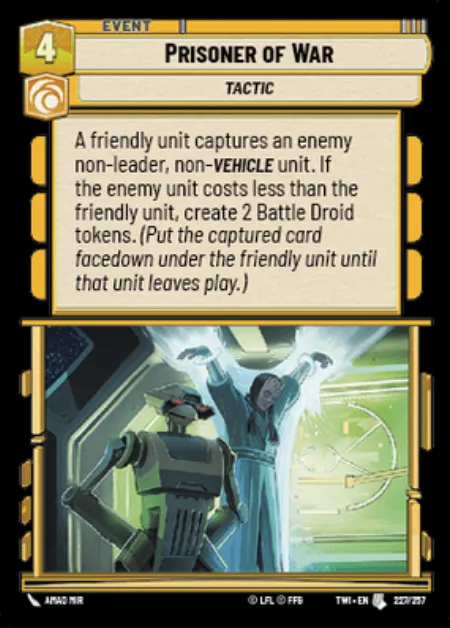 EVENT
4
PRISONER OF WAR
TACTIC
A friendly unit captures an enemy
non-leader, non-VEHICLE unit. If
the enemy unit costs less than the
friendly unit, create 2 Battle Droid
tokens. (Put the captured card
facedown under the friendly unit until
that unit leaves play.)
AMAD MIR
© LFL © FFG
TWI • EN
227/257